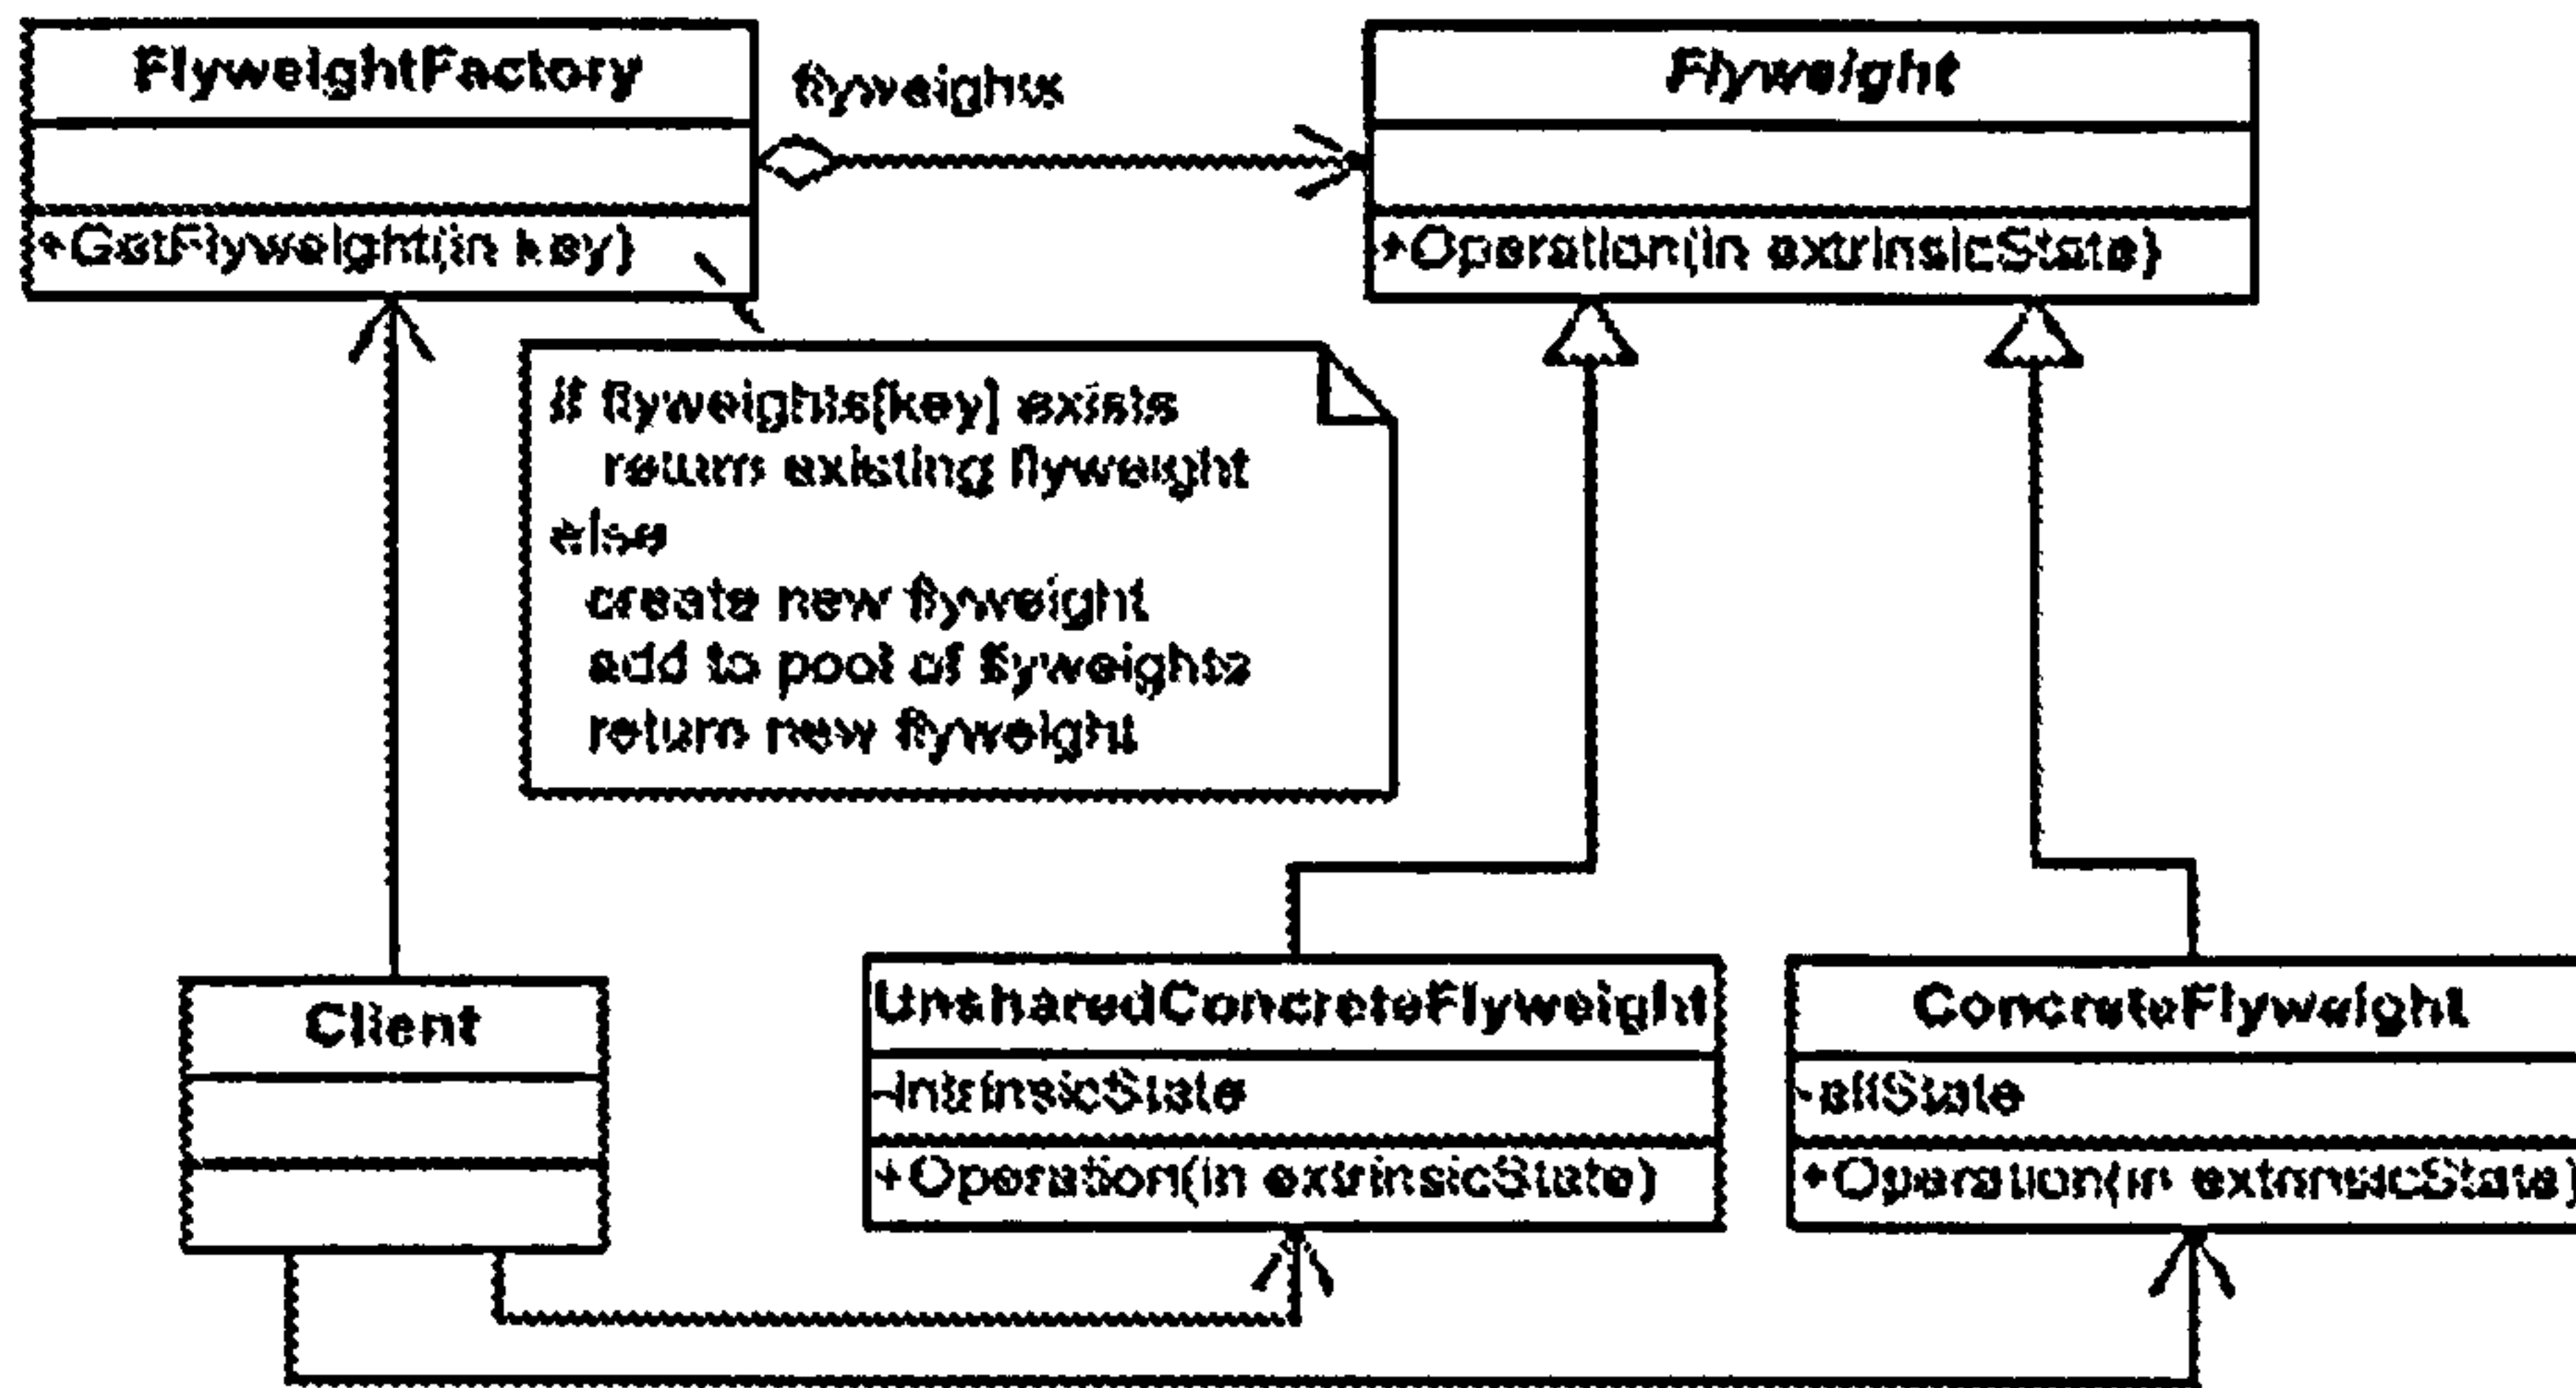 FlyweightFactory
+GetFlyweight(in key)
flyweights
Flyweight
+Operation(in extrinsicState)
if flyweights[key] exists
return existing flyweight
else
create new flyweight
add to pool of flyweights
return new flyweight
Client
UnsharedConcreteFlyweight
-intrinsicState
+Operation(in extrinsicState)
ConcreteFlyweight
-allState
+Operation(in extrinsicState)